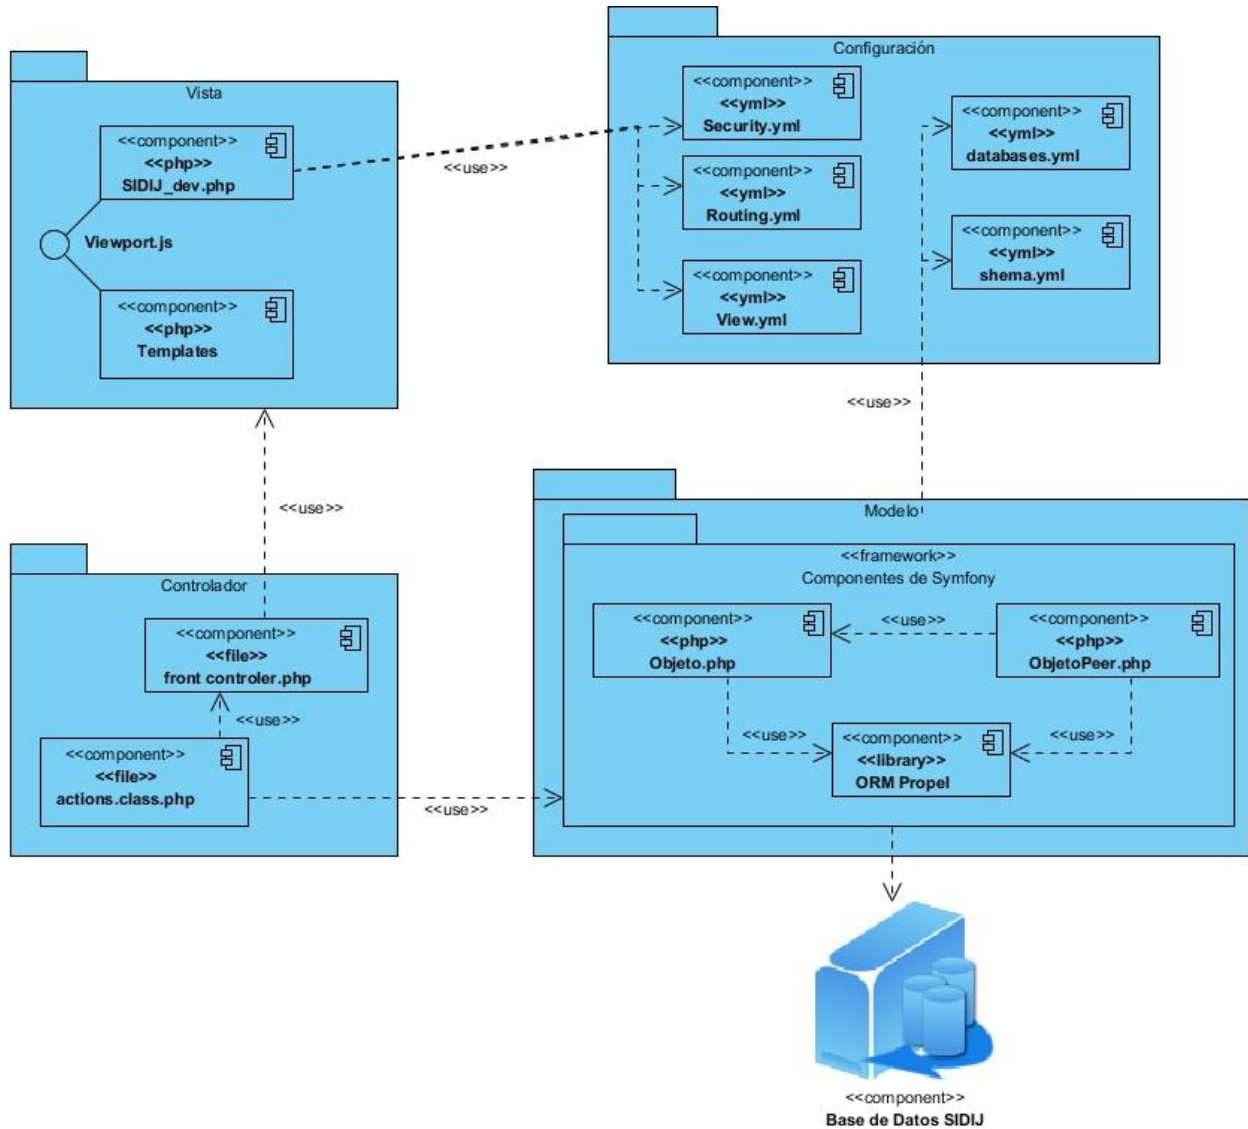 Vista
<<component>>
<<php>>
SIDIJ_dev.php
Viewport.js
<<component>>
<<php>>
Templates
<<use>>
Configuración
<<component>>
<<yml>>
Security.yml
<<component>>
<<yml>>
Routing.yml
<<component>>
<<yml>>
View.yml
<<component>>
<<yml>>
databases.yml
<<component>>
<<yml>>
shema.yml
<<use>>
<<use>>
Controlador
<<component>>
<<file>>
front controler.php
<<use>>
<<component>>
<<file>>
actions.class.php
<<use>>
Modelo
<<framework>>
Componentes de Symfony
<<component>>
<<php>>
Objeto.php
<<use>>
<<component>>
<<php>>
ObjetoPeer.php
<<use>>
<<use>>
<<component>>
<<library>>
ORM Propel
<<component>>
Base de Datos SIDIJ